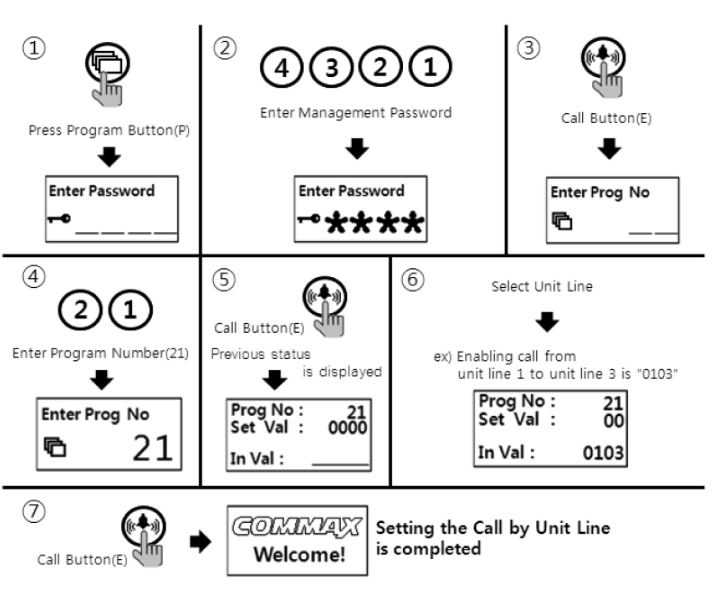 ①
Press Program Button(P)
Enter Password
②
4 3 2 1
Enter Management Password
Enter Password
****
③
Call Button(E)
Enter Prog No
④
2 1
Enter Program Number(21)
Enter Prog No
21
⑤
Call Button(E)
Previous status
is displayed
Prog No : 21
Set Val : 0000
In Val :
⑥
Select Unit Line
ex) Enabling call from
unit line 1 to unit line 3 is "0103"
Prog No : 21
Set Val : 00
In Val : 0103
⑦
Call Button(E)
COMMAX
Welcome!
Setting the Call by Unit Line
is completed